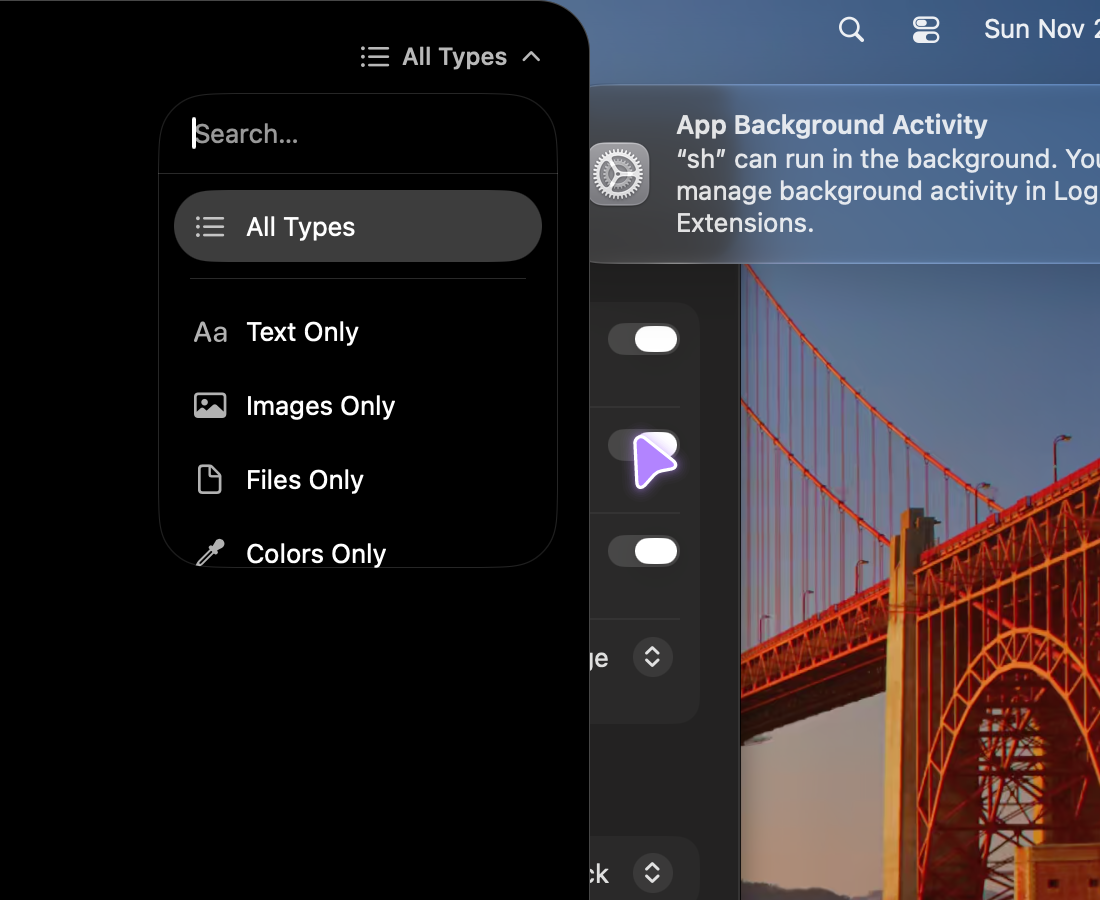 All Types
Search...
All Types
Text Only
Images Only
Files Only
Colors Only
Sun Nov
App Background Activity
“sh” can run in the background. You
manage background activity in Log
Extensions.